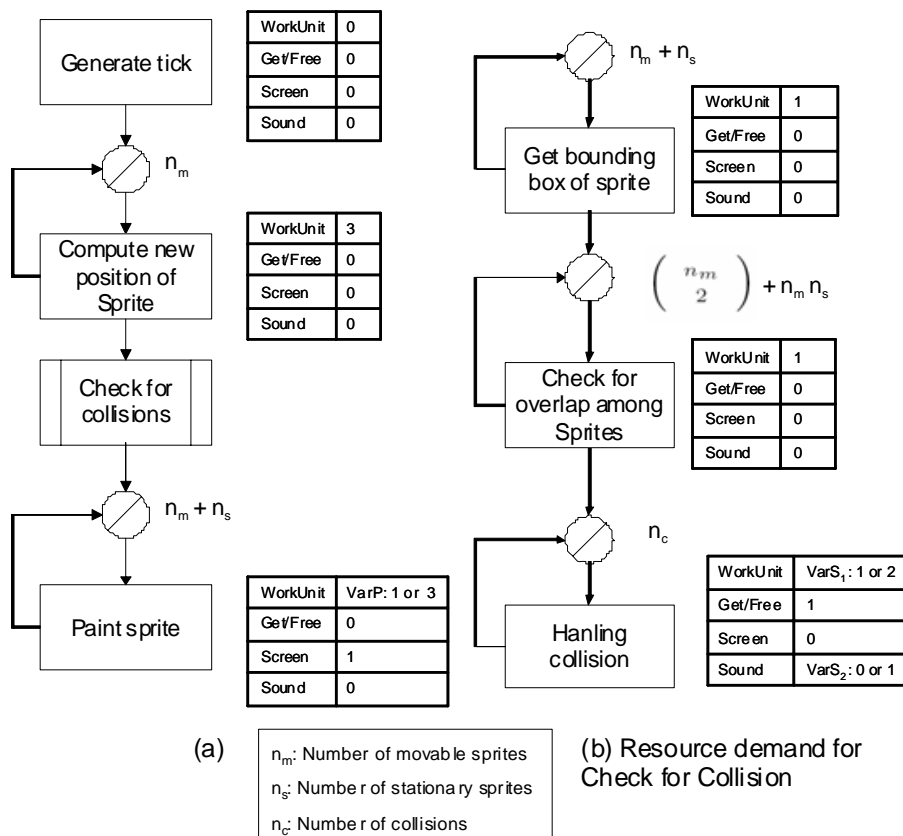 Generate tick
WorkUnit 0
Get/Free 0
Screen 0
Sound 0
n_m
Compute new
position of
Sprite
WorkUnit 3
Get/Free 0
Screen 0
Sound 0
Check for
collisions
n_m + n_s
Paint sprite
WorkUnit VarP: 1 or 3
Get/Free 0
Screen 1
Sound 0
(a)
n_m + n_s
Get bounding
box of sprite
WorkUnit 1
Get/Free 0
Screen 0
Sound 0
( n_m
2 ) + n_m n_s
Check for
overlap among
Sprites
WorkUnit 1
Get/Free 0
Screen 0
Sound 0
n_c
Hanling
collision
WorkUnit VarS_1: 1 or 2
Get/Free 1
Screen 0
Sound VarS_2: 0 or 1
(b) Resource demand for
Check for Collision
n_m: Number of movable sprites
n_s: Number of stationary sprites
n_c: Number of collisions